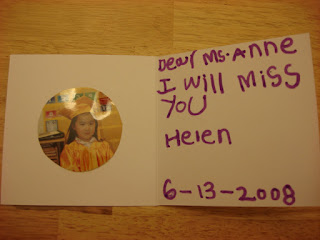 Dear Ms. Anne
I Will Miss
You
Helen
6-13-2008